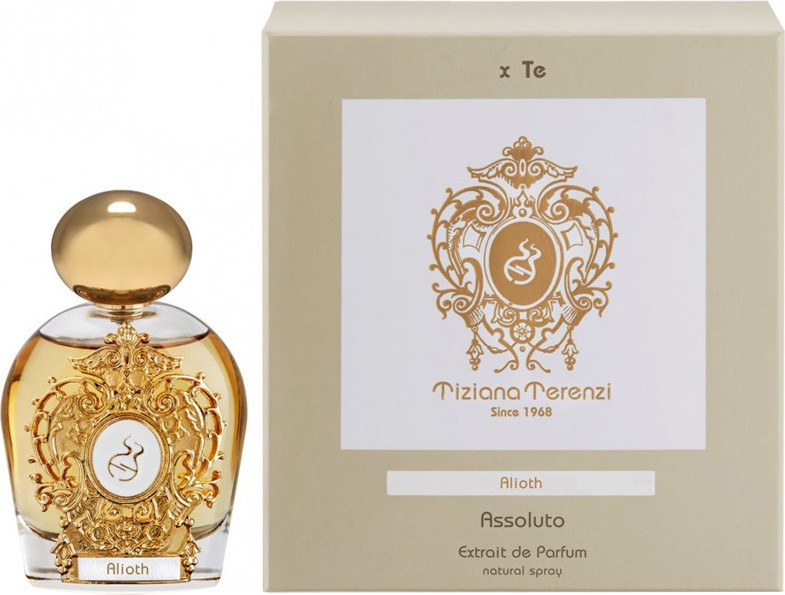 x Te
Tiziana Terenzi
Since 1968
Alioth
Assoluto
Extrait de Parfum
natural spray
Alioth